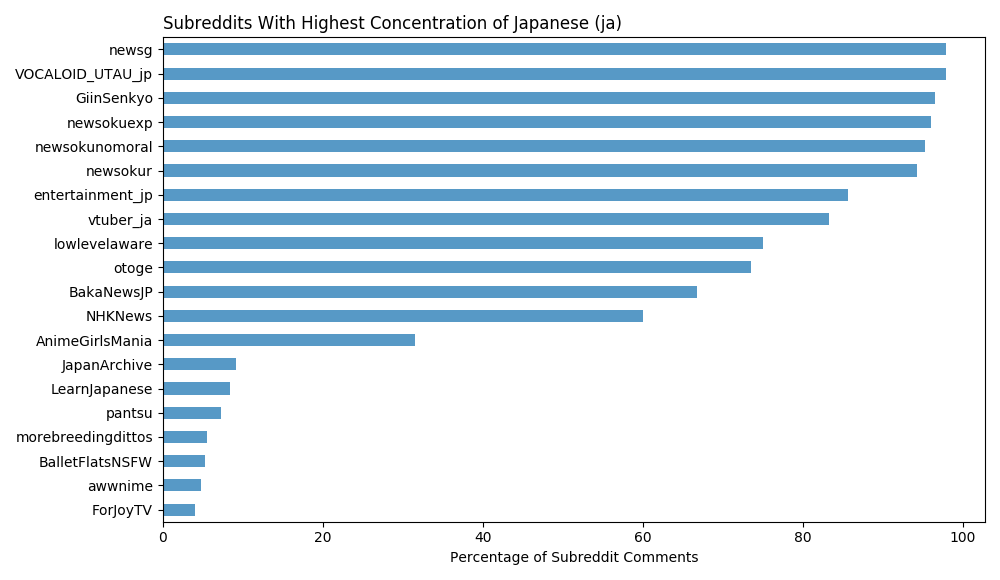 Subreddits With Highest Concentration of Japanese (ja)
newsg
VOCALOID_UTAU_jp
GiinSenkyo
newsokuexp
newsokunomoral
newsokur
entertainment_jp
vtuber_ja
lowlevelaware
otoge
BakaNewsJP
NHKNews
AnimeGirlsMania
JapanArchive
LearnJapanese
pantsu
morebreedingdittos
BalletFlatsNSFW
awwnime
ForJoyTV
0 20 40 60 80 100
Percentage of Subreddit Comments